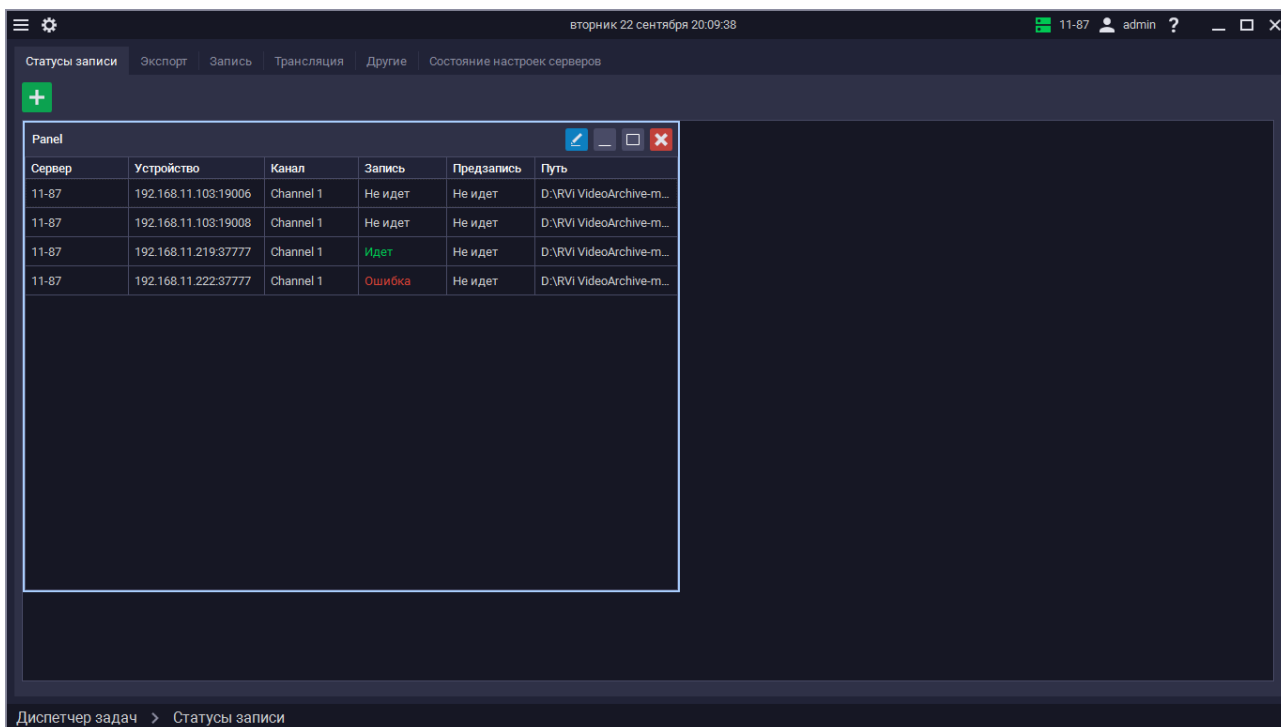 вторник 22 сентября 20:09:38 11-87 admin ?
Статусы записи Экспорт Запись Трансляция Другие Состояние настроек серверов
Panel
Сервер Устройство Канал Запись Предзапись Путь
11-87 192.168.11.103:19006 Channel 1 Не идет Не идет D:\RVi VideoArchive-m...
11-87 192.168.11.103:19008 Channel 1 Не идет Не идет D:\RVi VideoArchive-m...
11-87 192.168.11.219:37777 Channel 1 Идет Не идет D:\RVi VideoArchive-m...
11-87 192.168.11.222:37777 Channel 1 Ошибка Не идет D:\RVi VideoArchive-m...
Диспетчер задач > Статусы записи